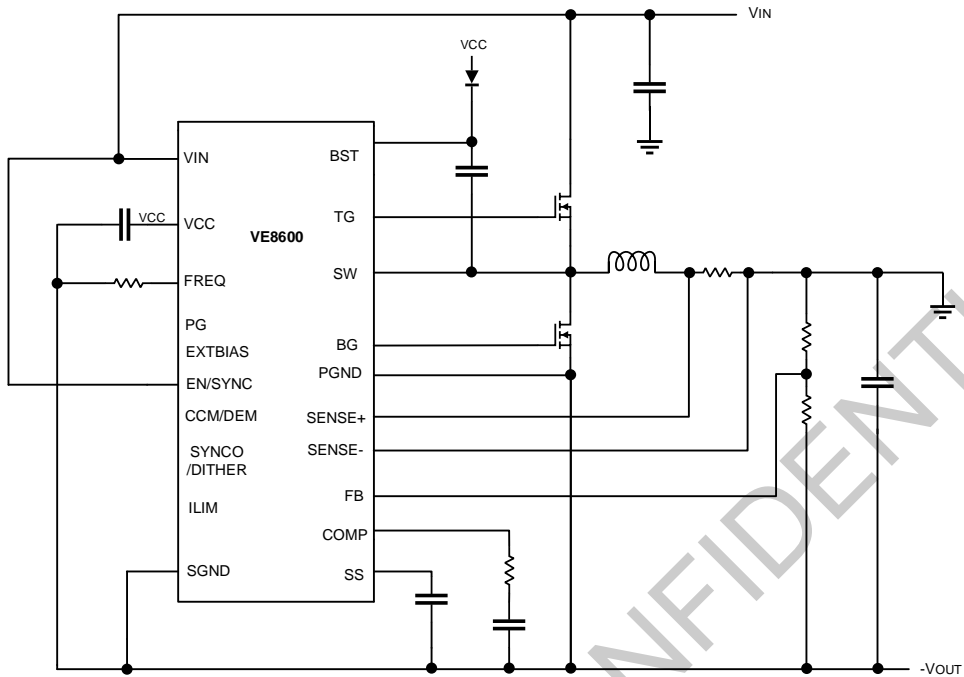 VIN
VCC
VIN
BST
VCC
VCC
TG
VE8600
FREQ
SW
PG
BG
EXTBIAS
PGND
EN/SYNC
CCM/DEM
SENSE+
SYNCO
/DITHER
SENSE-
FB
ILIM
COMP
SGND
SS
-VOUT